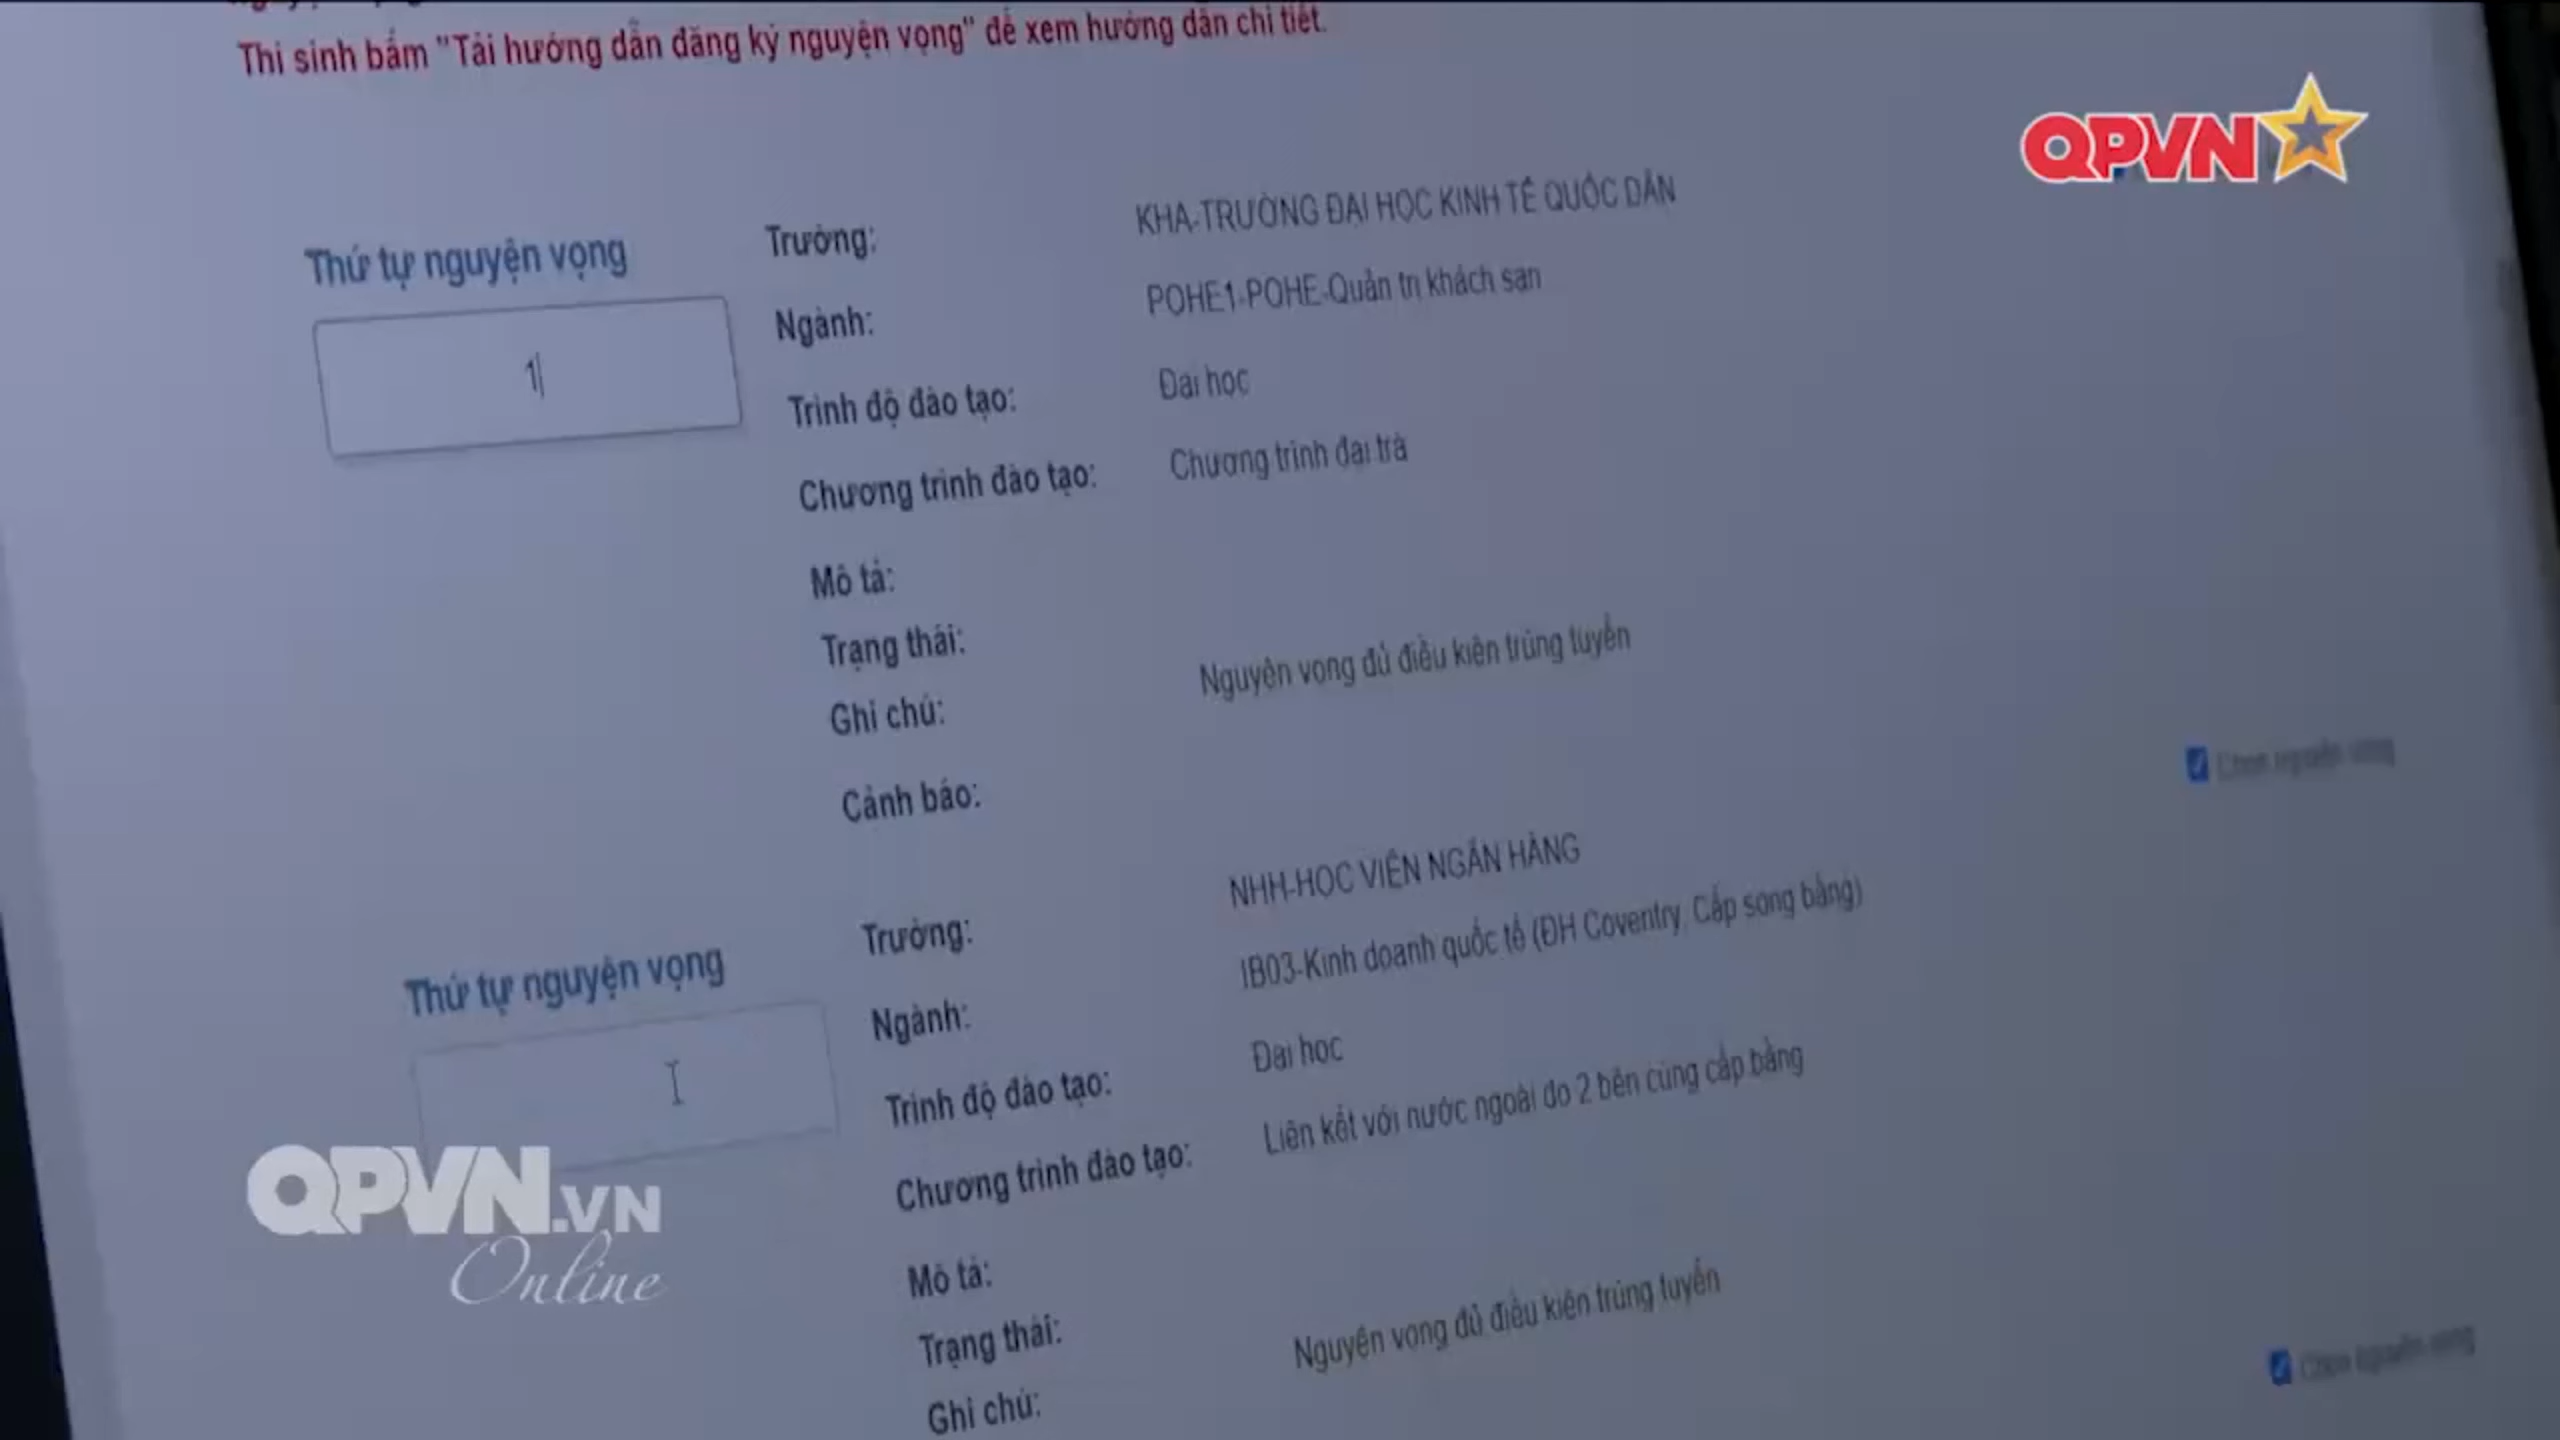 Thí sinh bấm "Tải hướng dẫn đăng ký nguyện vọng" để xem hướng dẫn chi tiết.
QPVN
Thứ tự nguyện vọng
1
Trường: KHA-TRƯỜNG ĐẠI HỌC KINH TẾ QUỐC DÂN
Ngành: POHE1-POHE-Quản trị khách sạn
Trình độ đào tạo: Đại học
Chương trình đào tạo: Chương trình đại trà
Mô tả:
Trạng thái: Nguyện vọng đủ điều kiện trúng tuyển
Ghi chú:
Cảnh báo:
Chọn nguyện vọng
Thứ tự nguyện vọng
Trường: NHH-HỌC VIỆN NGÂN HÀNG
Ngành: IB03-Kinh doanh quốc tế (ĐH Coventry, Cấp song bằng)
Trình độ đào tạo: Đại học
Chương trình đào tạo: Liên kết với nước ngoài do 2 bên cùng cấp bằng
Mô tả:
Trạng thái: Nguyện vọng đủ điều kiện trúng tuyển
Ghi chú:
Chọn nguyện vọng
QPVN.VN
Online